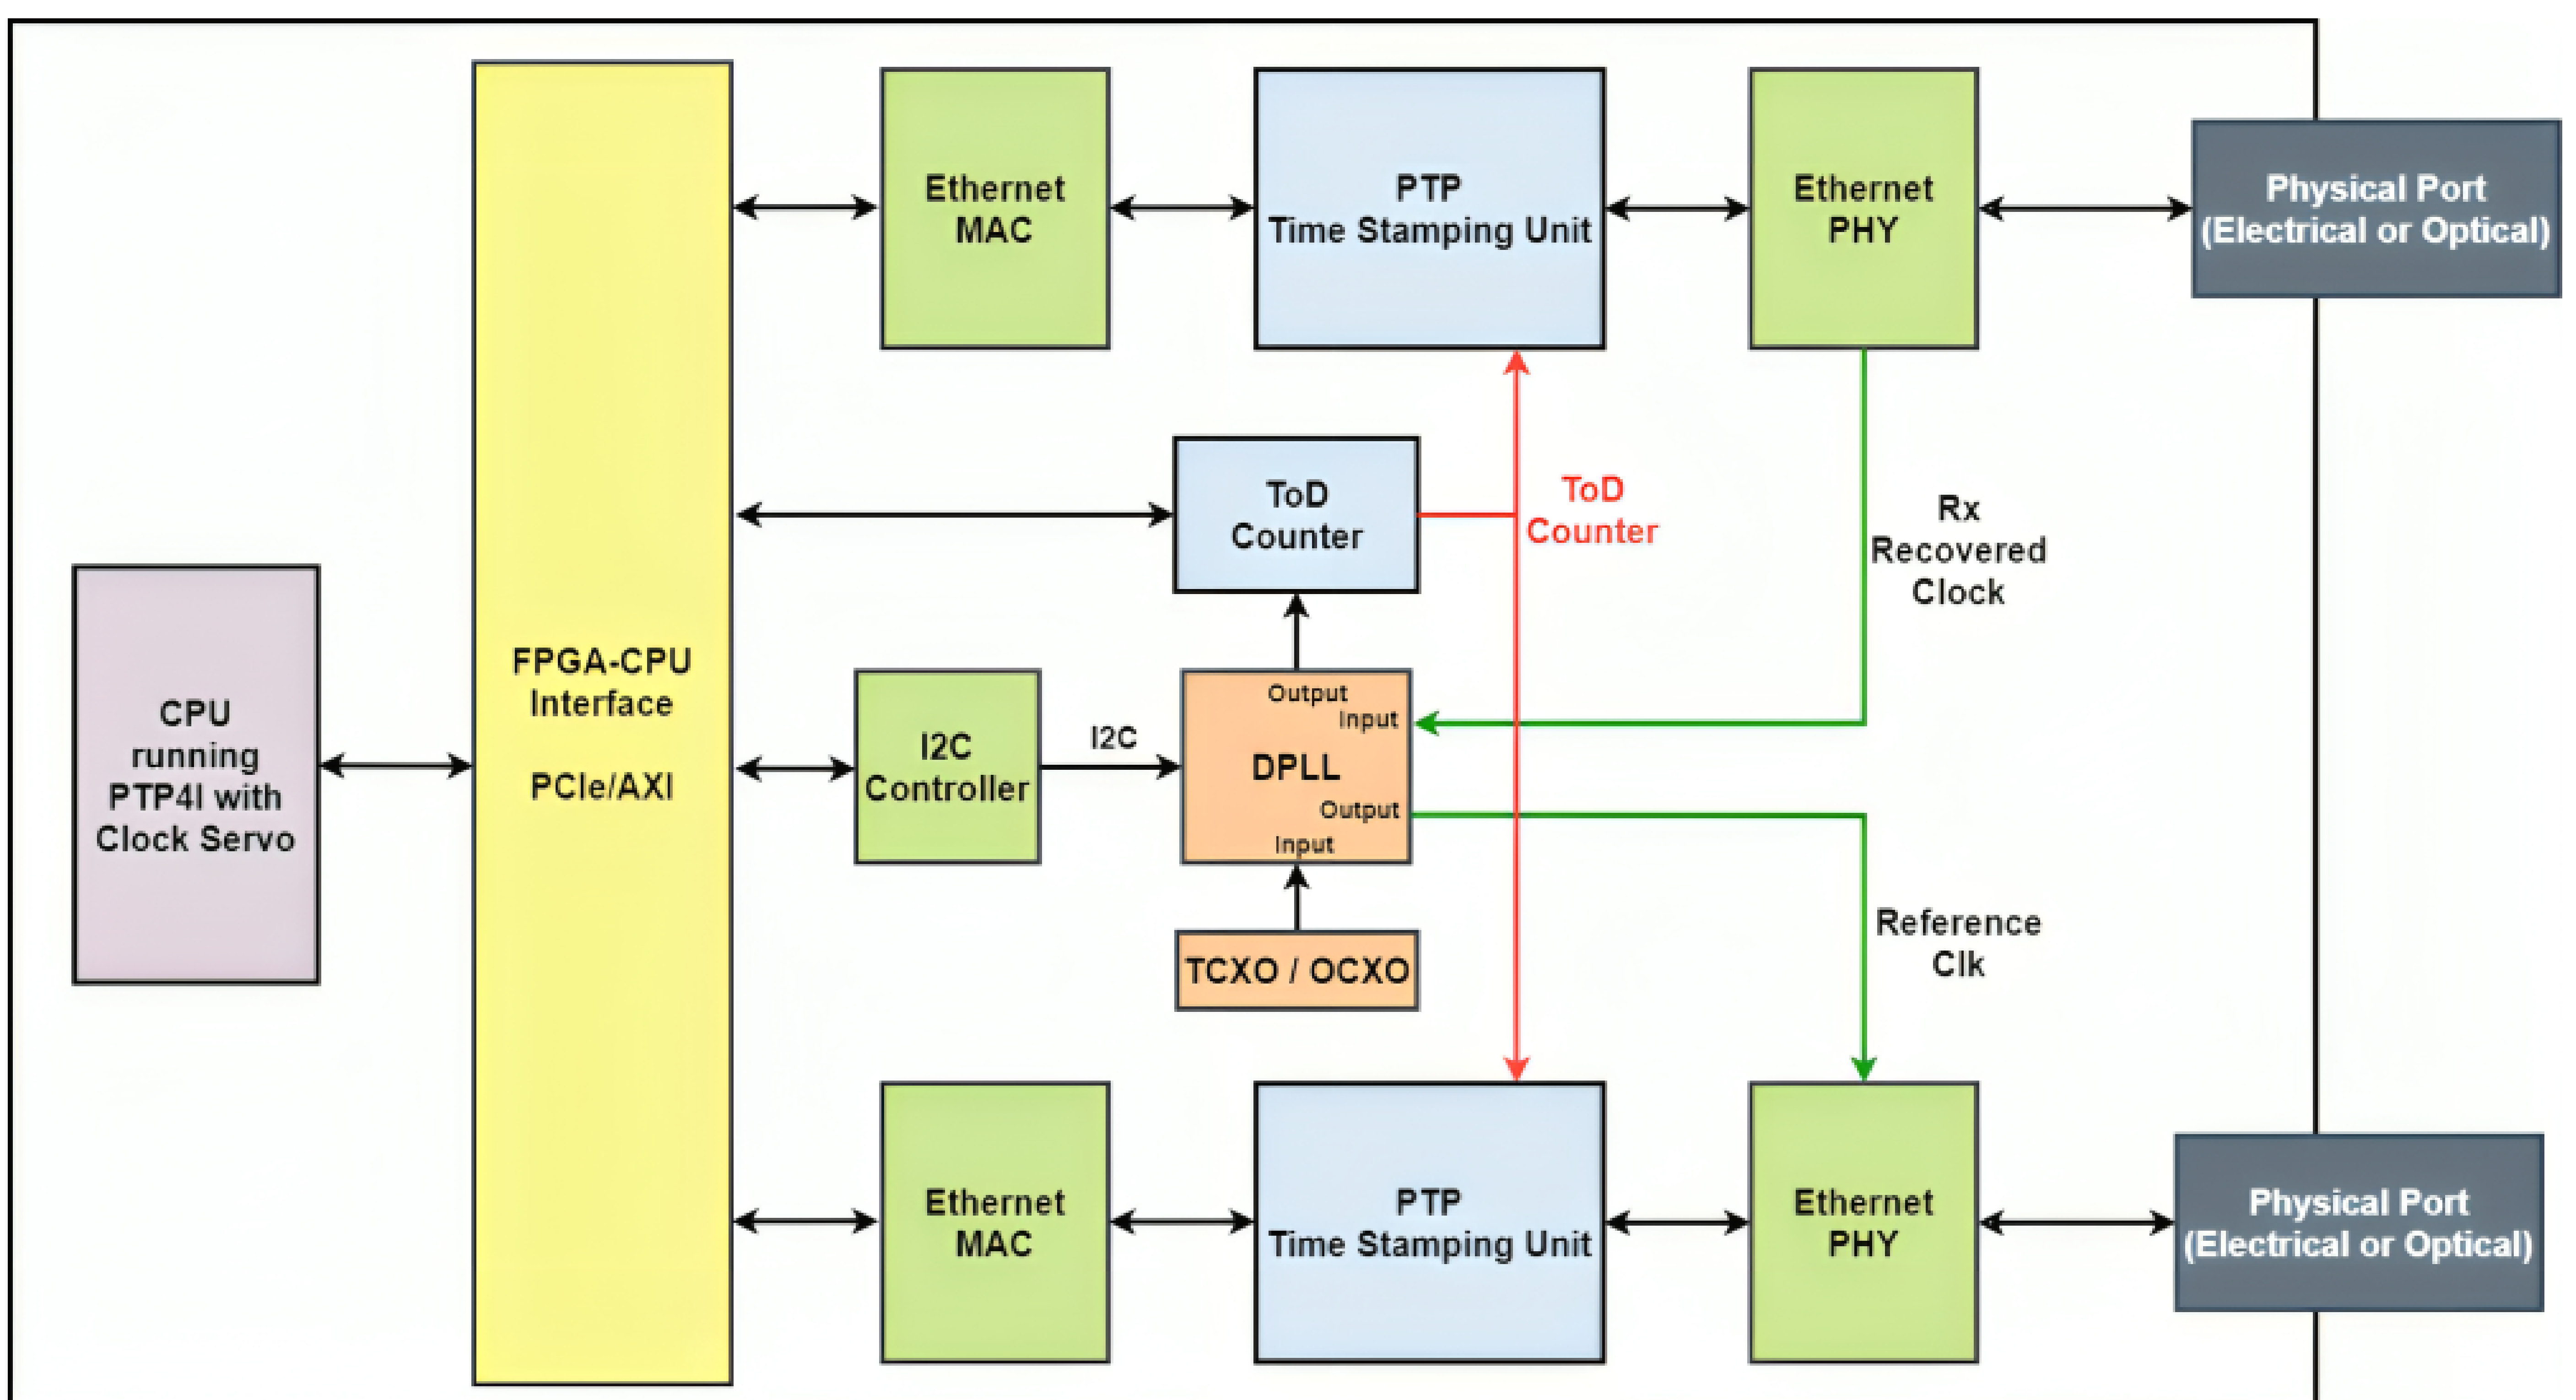 Ethernet
MAC
PTP
Time Stamping Unit
Ethernet
PHY
Physical Port
(Electrical or Optical)
ToD
Counter
ToD
Counter
Rx
Recovered
Clock
CPU
running
PTP4l with
Clock Servo
FPGA-CPU
Interface
PCIe/AXI
I2C
Controller
I2C
Output
Input
DPLL
Output
Input
TCXO / OCXO
Reference
Clk
Ethernet
MAC
PTP
Time Stamping Unit
Ethernet
PHY
Physical Port
(Electrical or Optical)